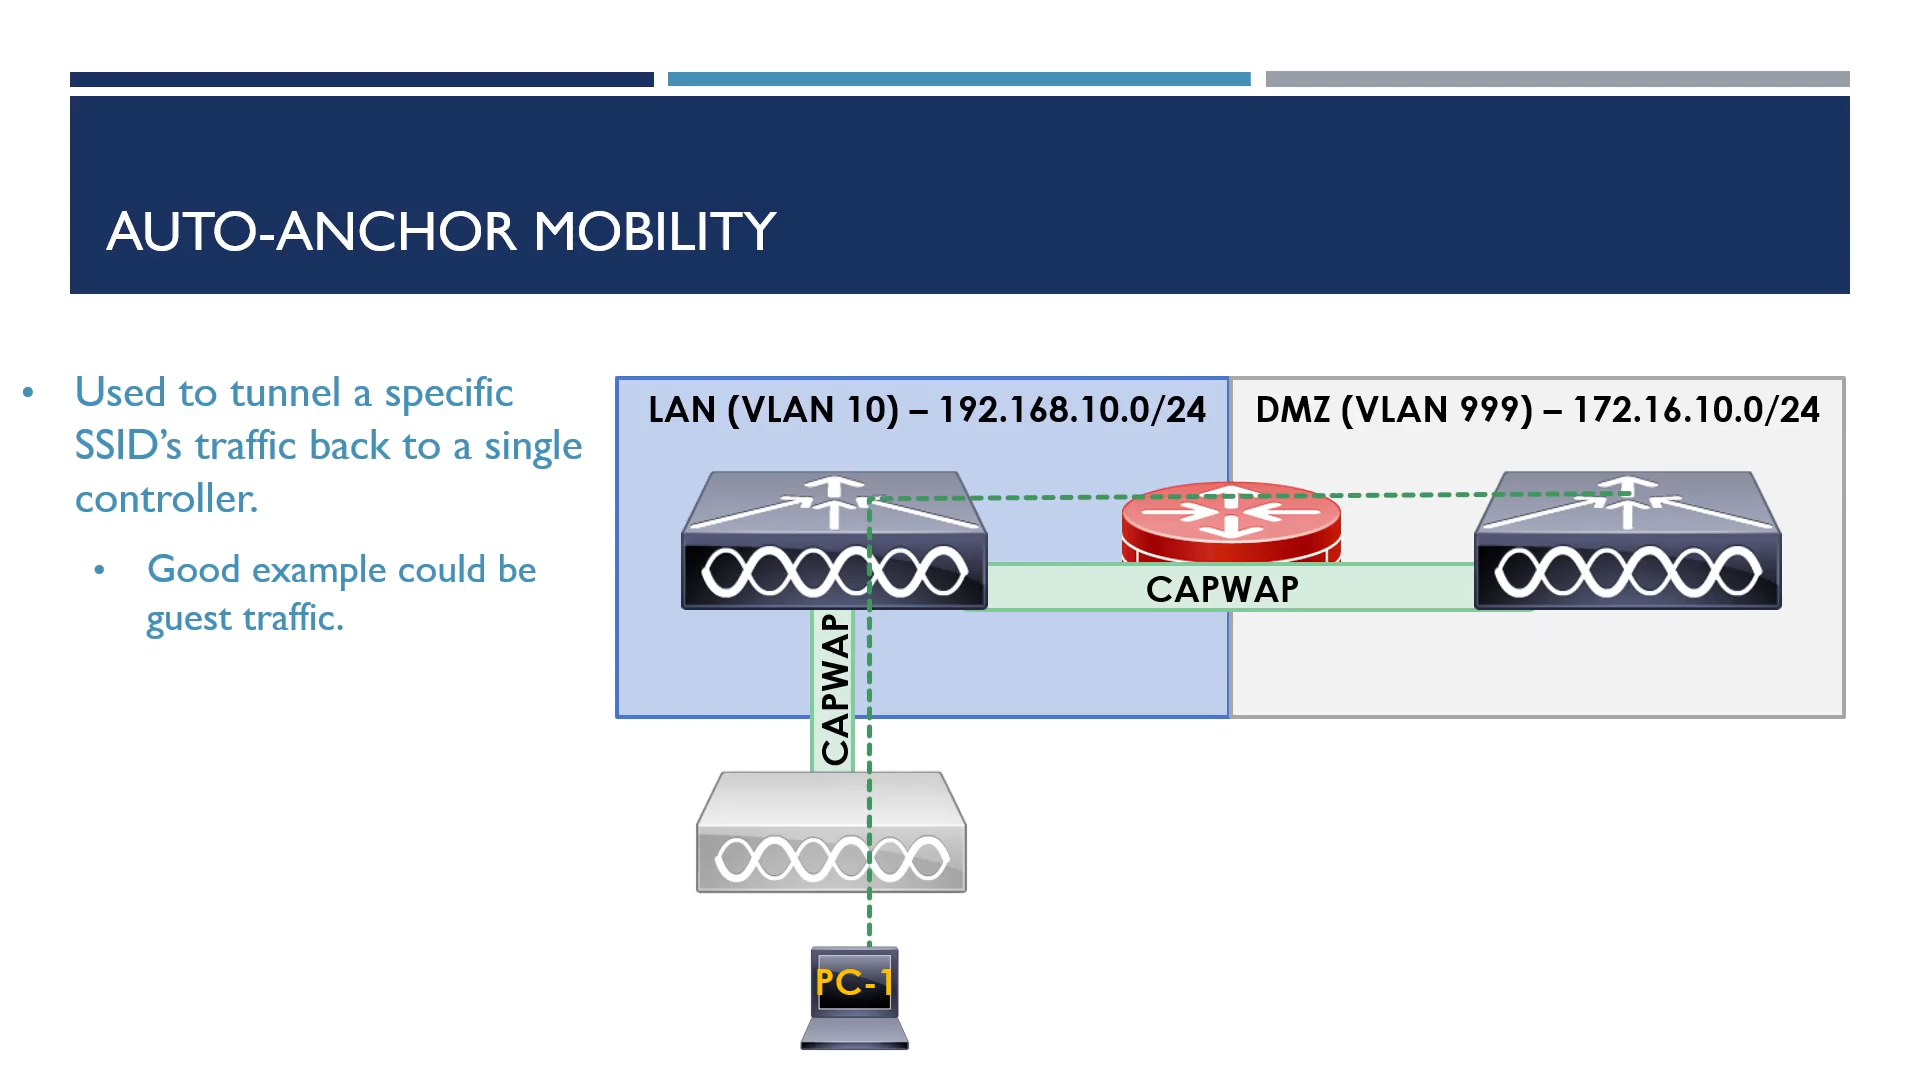 AUTO-ANCHOR MOBILITY
• Used to tunnel a specific
SSID’s traffic back to a single
controller.
• Good example could be
guest traffic.
LAN (VLAN 10) – 192.168.10.0/24
DMZ (VLAN 999) – 172.16.10.0/24
CAPWAP
CAPWAP
PC-1